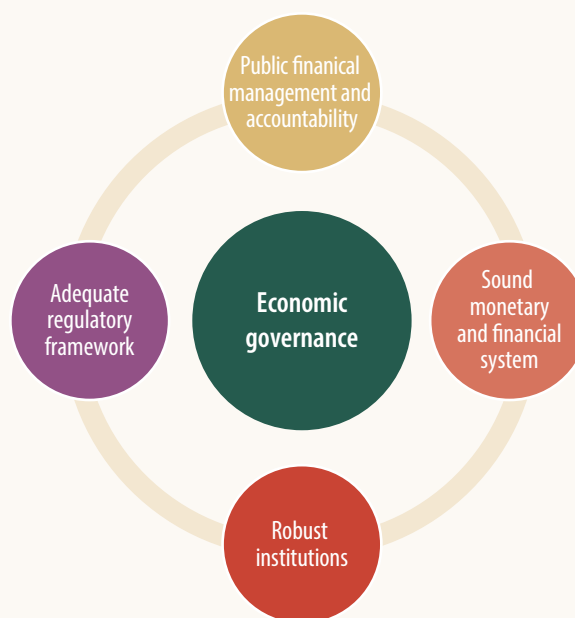 Public finanical
management and
accountability
Adequate
regulatory
framework
Economic
governance
Sound
monetary
and financial
system
Robust
institutions